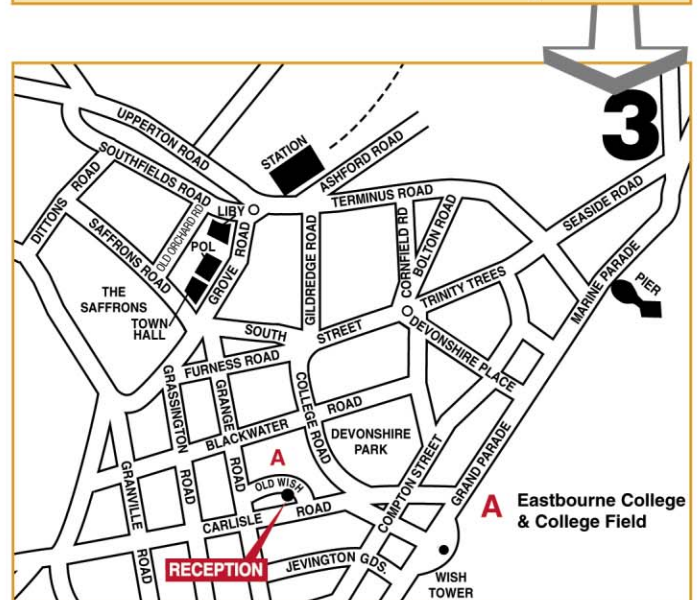 3
UPPERTON ROAD
STATION
ASHFORD ROAD
SOUTHFIELDS ROAD
TERMINUS ROAD
SEASIDE ROAD
DITTONS ROAD
OLD ORCHARD RD
LIBY
SAFFRONS ROAD
POL
GROVE ROAD
GILDREDGE ROAD
CORNFIELD RD
BOLTON ROAD
TRINITY TREES
MARINE PARADE
PIER
THE
SAFFRONS
TOWN
HALL
SOUTH STREET
DEVONSHIRE PLACE
FURNESS ROAD
GRASSINGTON ROAD
GRANGE ROAD
COLLEGE ROAD
BLACKWATER ROAD
DEVONSHIRE
PARK
A
OLD WISH
GRANVILLE ROAD
CARLISLE ROAD
COMPTON STREET
GRAND PARADE
A Eastbourne College
& College Field
RECEPTION
JEVINGTON GDS.
WISH
TOWER